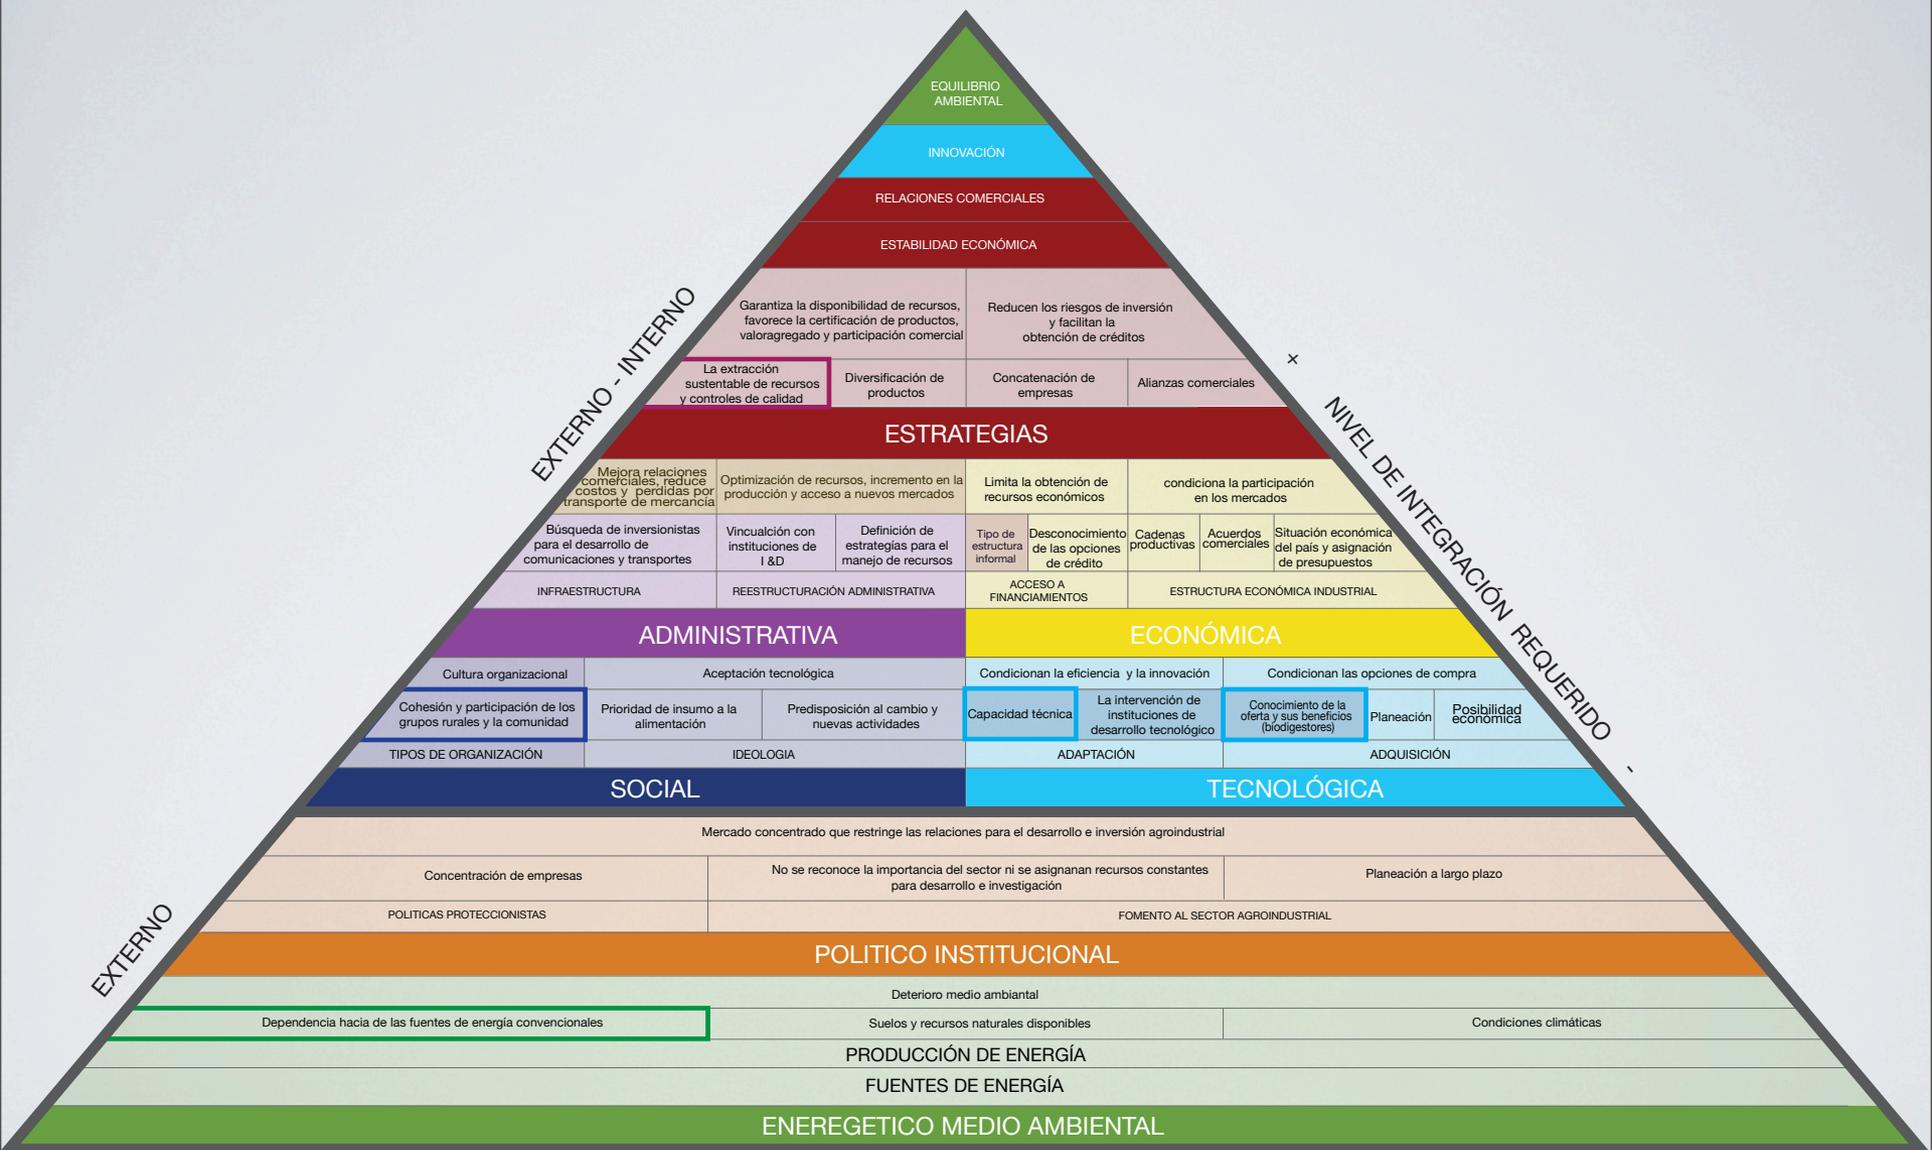 EQUILIBRIO
AMBIENTAL
INNOVACIÓN
RELACIONES COMERCIALES
ESTABILIDAD ECONÓMICA
Garantiza la disponibilidad de recursos,
favorece la certificación de productos,
valoragregado y participación comercial
Reducen los riesgos de inversión
y facilitan la
obtención de créditos
La extracción
sustentable de recursos
y controles de calidad
Diversificación de
productos
Concatenación de
empresas
Alianzas comerciales
ESTRATEGIAS
Mejora relaciones
comerciales, reduce
costos y perdidas por
transporte de mercancía
Optimización de recursos, incremento en la
producción y acceso a nuevos mercados
Limita la obtención de
recursos económicos
condiciona la participación
en los mercados
Búsqueda de inversionistas
para el desarrollo de
comunicaciones y transportes
Vincualción con
instituciones de
I &D
Definición de
estrategías para el
manejo de recursos
Tipo de
estructura
informal
Desconocimiento
de las opciones
de crédito
Cadenas
productivas
Acuerdos
comerciales
Situación económica
del país y asignación
de presupuestos
INFRAESTRUCTURA
REESTRUCTURACIÓN ADMINISTRATIVA
ACCESO A
FINANCIAMIENTOS
ESTRUCTURA ECONÓMICA INDUSTRIAL
ADMINISTRATIVA
ECONÓMICA
Cultura organizacional
Aceptación tecnológica
Condicionan la eficiencia y la innovación
Condicionan las opciones de compra
Cohesión y participación de los
grupos rurales y la comunidad
Prioridad de insumo a la
alimentación
Predisposición al cambio y
nuevas actividades
Capacidad técnica
La intervención de
instituciones de
desarrollo tecnológico
Conocimiento de la
oferta y sus beneficios
(biodigestores)
Planeación
Posibilidad
económica
TIPOS DE ORGANIZACIÓN
IDEOLOGIA
ADAPTACIÓN
ADQUISICIÓN
SOCIAL
TECNOLÓGICA
EXTERNO - INTERNO
+
NIVEL DE INTEGRACIÓN REQUERIDO
-
Mercado concentrado que restringe las relaciones para el desarrollo e inversión agroindustrial
Concentración de empresas
No se reconoce la importancia del sector ni se asignanan recursos constantes
para desarrollo e investigación
Planeación a largo plazo
POLITICAS PROTECCIONISTAS
FOMENTO AL SECTOR AGROINDUSTRIAL
POLITICO INSTITUCIONAL
EXTERNO
Deterioro medio ambiantal
Dependencia hacia de las fuentes de energía convencionales
Suelos y recursos naturales disponibles
Condiciones climáticas
PRODUCCIÓN DE ENERGÍA
FUENTES DE ENERGÍA
ENEREGETICO MEDIO AMBIENTAL